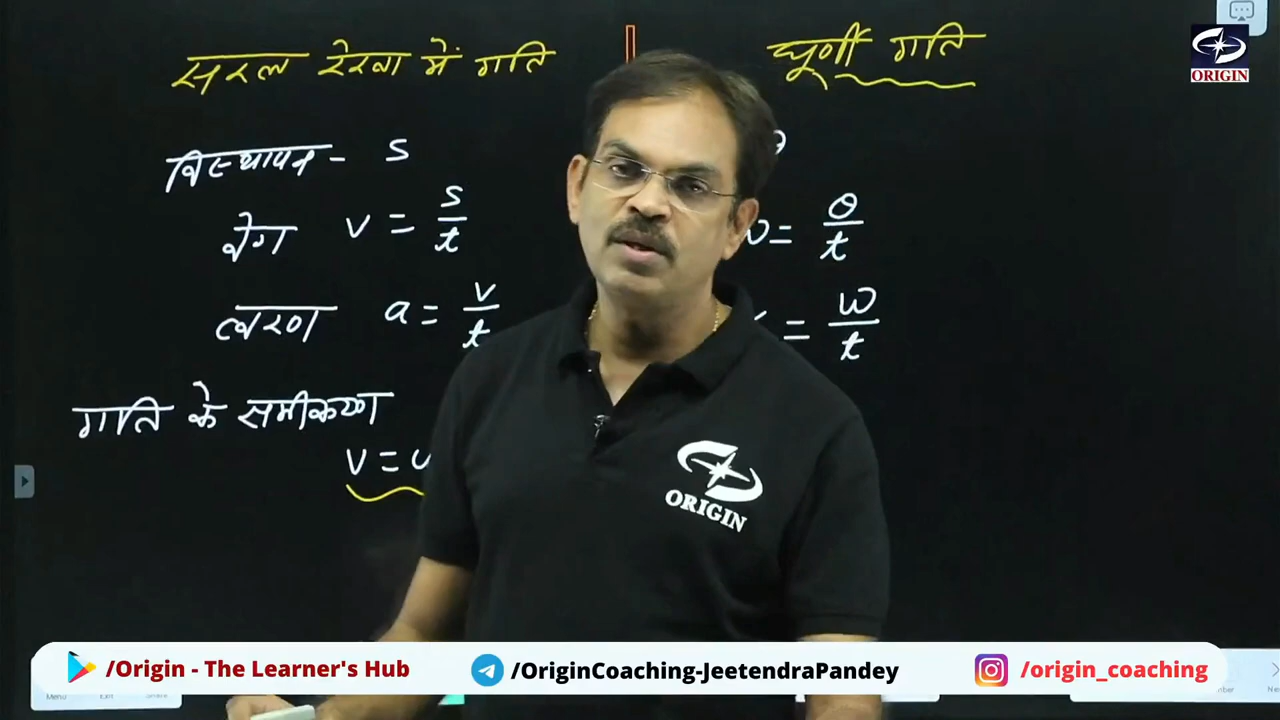 सरल रेखा में गति
घूर्णी गति
ORIGIN
विस्थापन - s
वेग v = s/t
ω = θ/t
त्वरण a = v/t
= ω/t
गति के समीकरण
v = u
ORIGIN
/Origin - The Learner's Hub
/OriginCoaching-JeetendraPandey
/origin_coaching